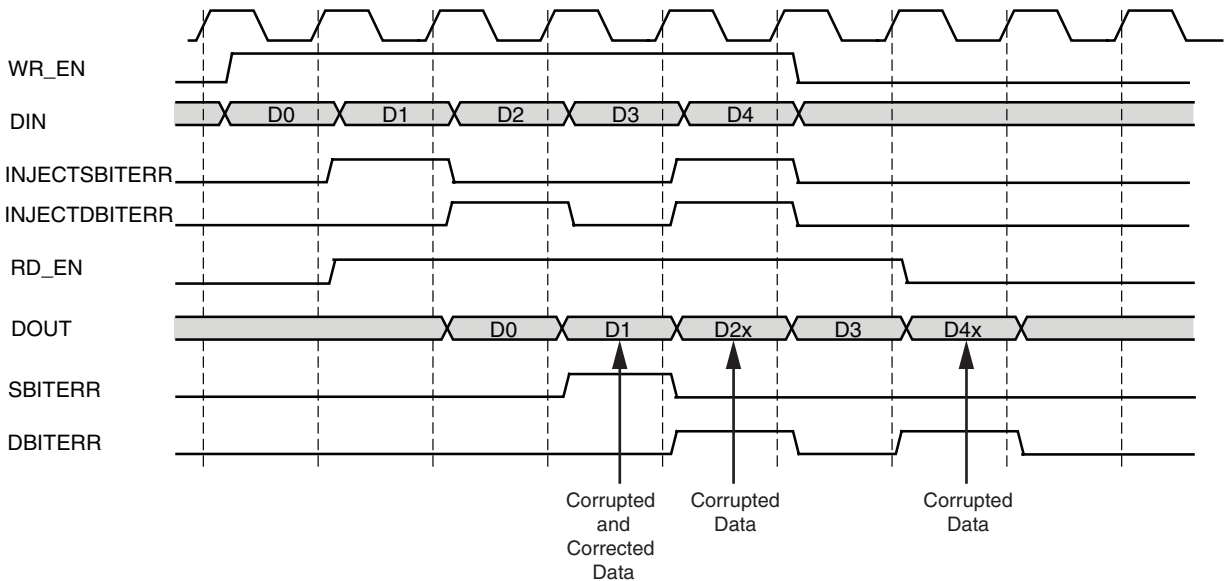 WR_EN
DIN
D0 D1 D2 D3 D4
INJECTSBITERR
INJECTDBITERR
RD_EN
DOUT
D0 D1 D2x D3 D4x
SBITERR
DBITERR
Corrupted
and
Corrected
Data
Corrupted
Data
Corrupted
Data